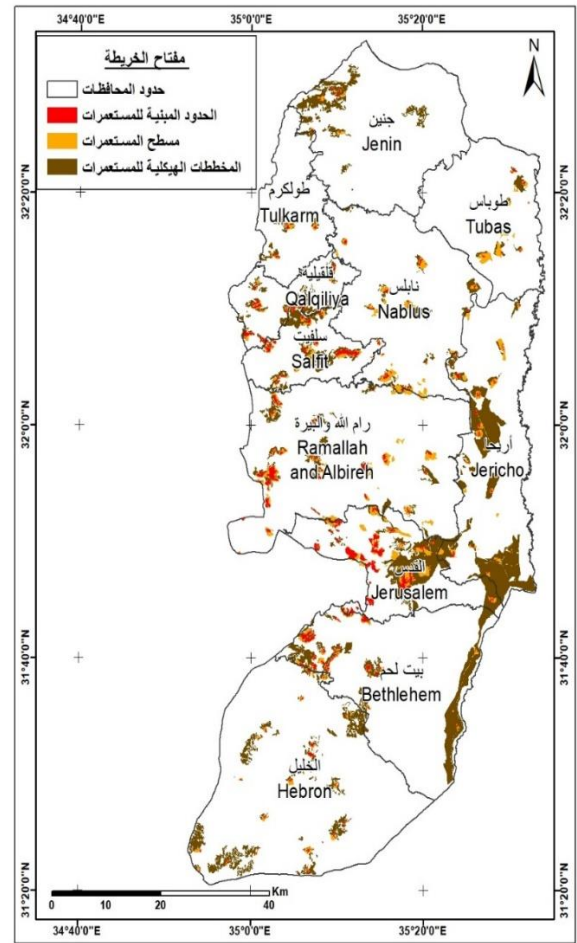 34°40'0"E 35°0'0"E 35°20'0"E
مفتاح الخريطة
حدود المحافظات
الحدود المبنية للمستعمرات
مسطح المستعمرات
المخططات الهيكلية للمستعمرات
N
32°20'0"N
32°0'0"N
31°40'0"N
31°20'0"N
جنين
Jenin
طولكرم
Tulkarm
طوباس
Tubas
قلقيلية
Qalqiliya
نابلس
Nablus
سلفيت
Salfit
رام الله والبيرة
Ramallah
and Albireh
أريحا
Jericho
القدس
Jerusalem
بيت لحم
Bethlehem
الخليل
Hebron
32°20'0"N
32°0'0"N
31°40'0"N
31°20'0"N
Km
0 10 20 40
34°40'0"E 35°0'0"E 35°20'0"E